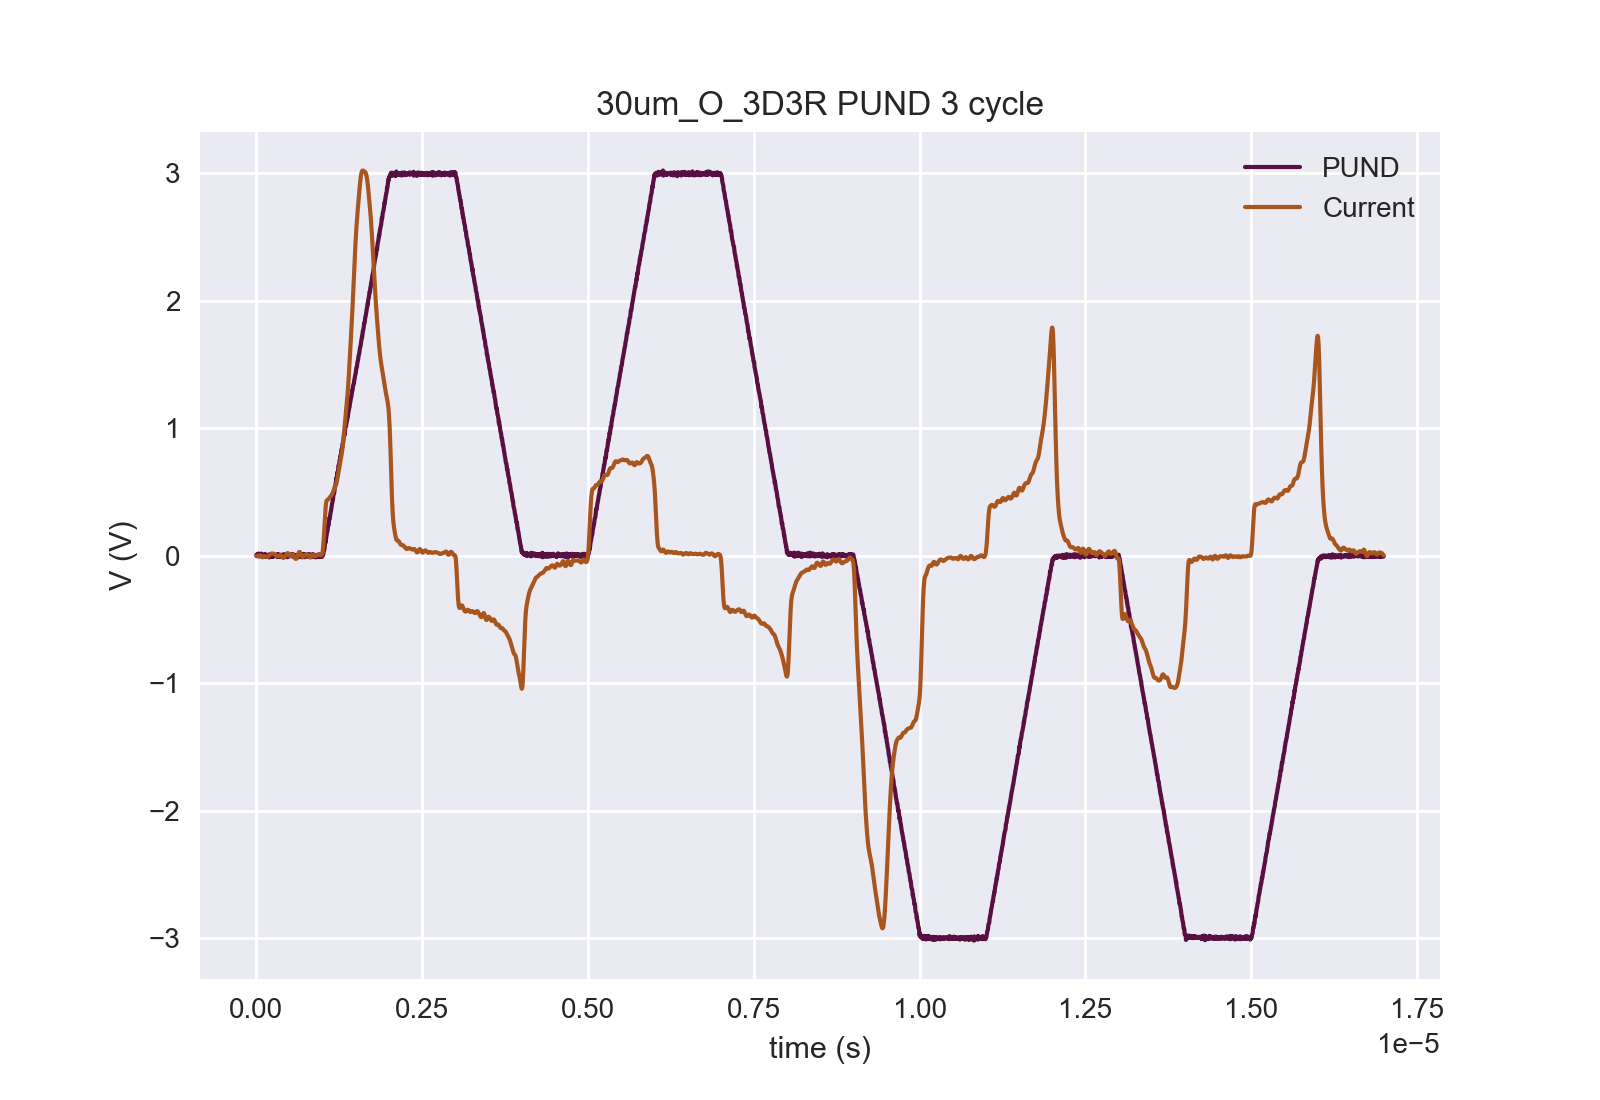 30um_O_3D3R PUND 3 cycle
PUND
Current
3
2
1
0
−1
−2
−3
V (V)
0.00 0.25 0.50 0.75 1.00 1.25 1.50 1.75
1e−5
time (s)